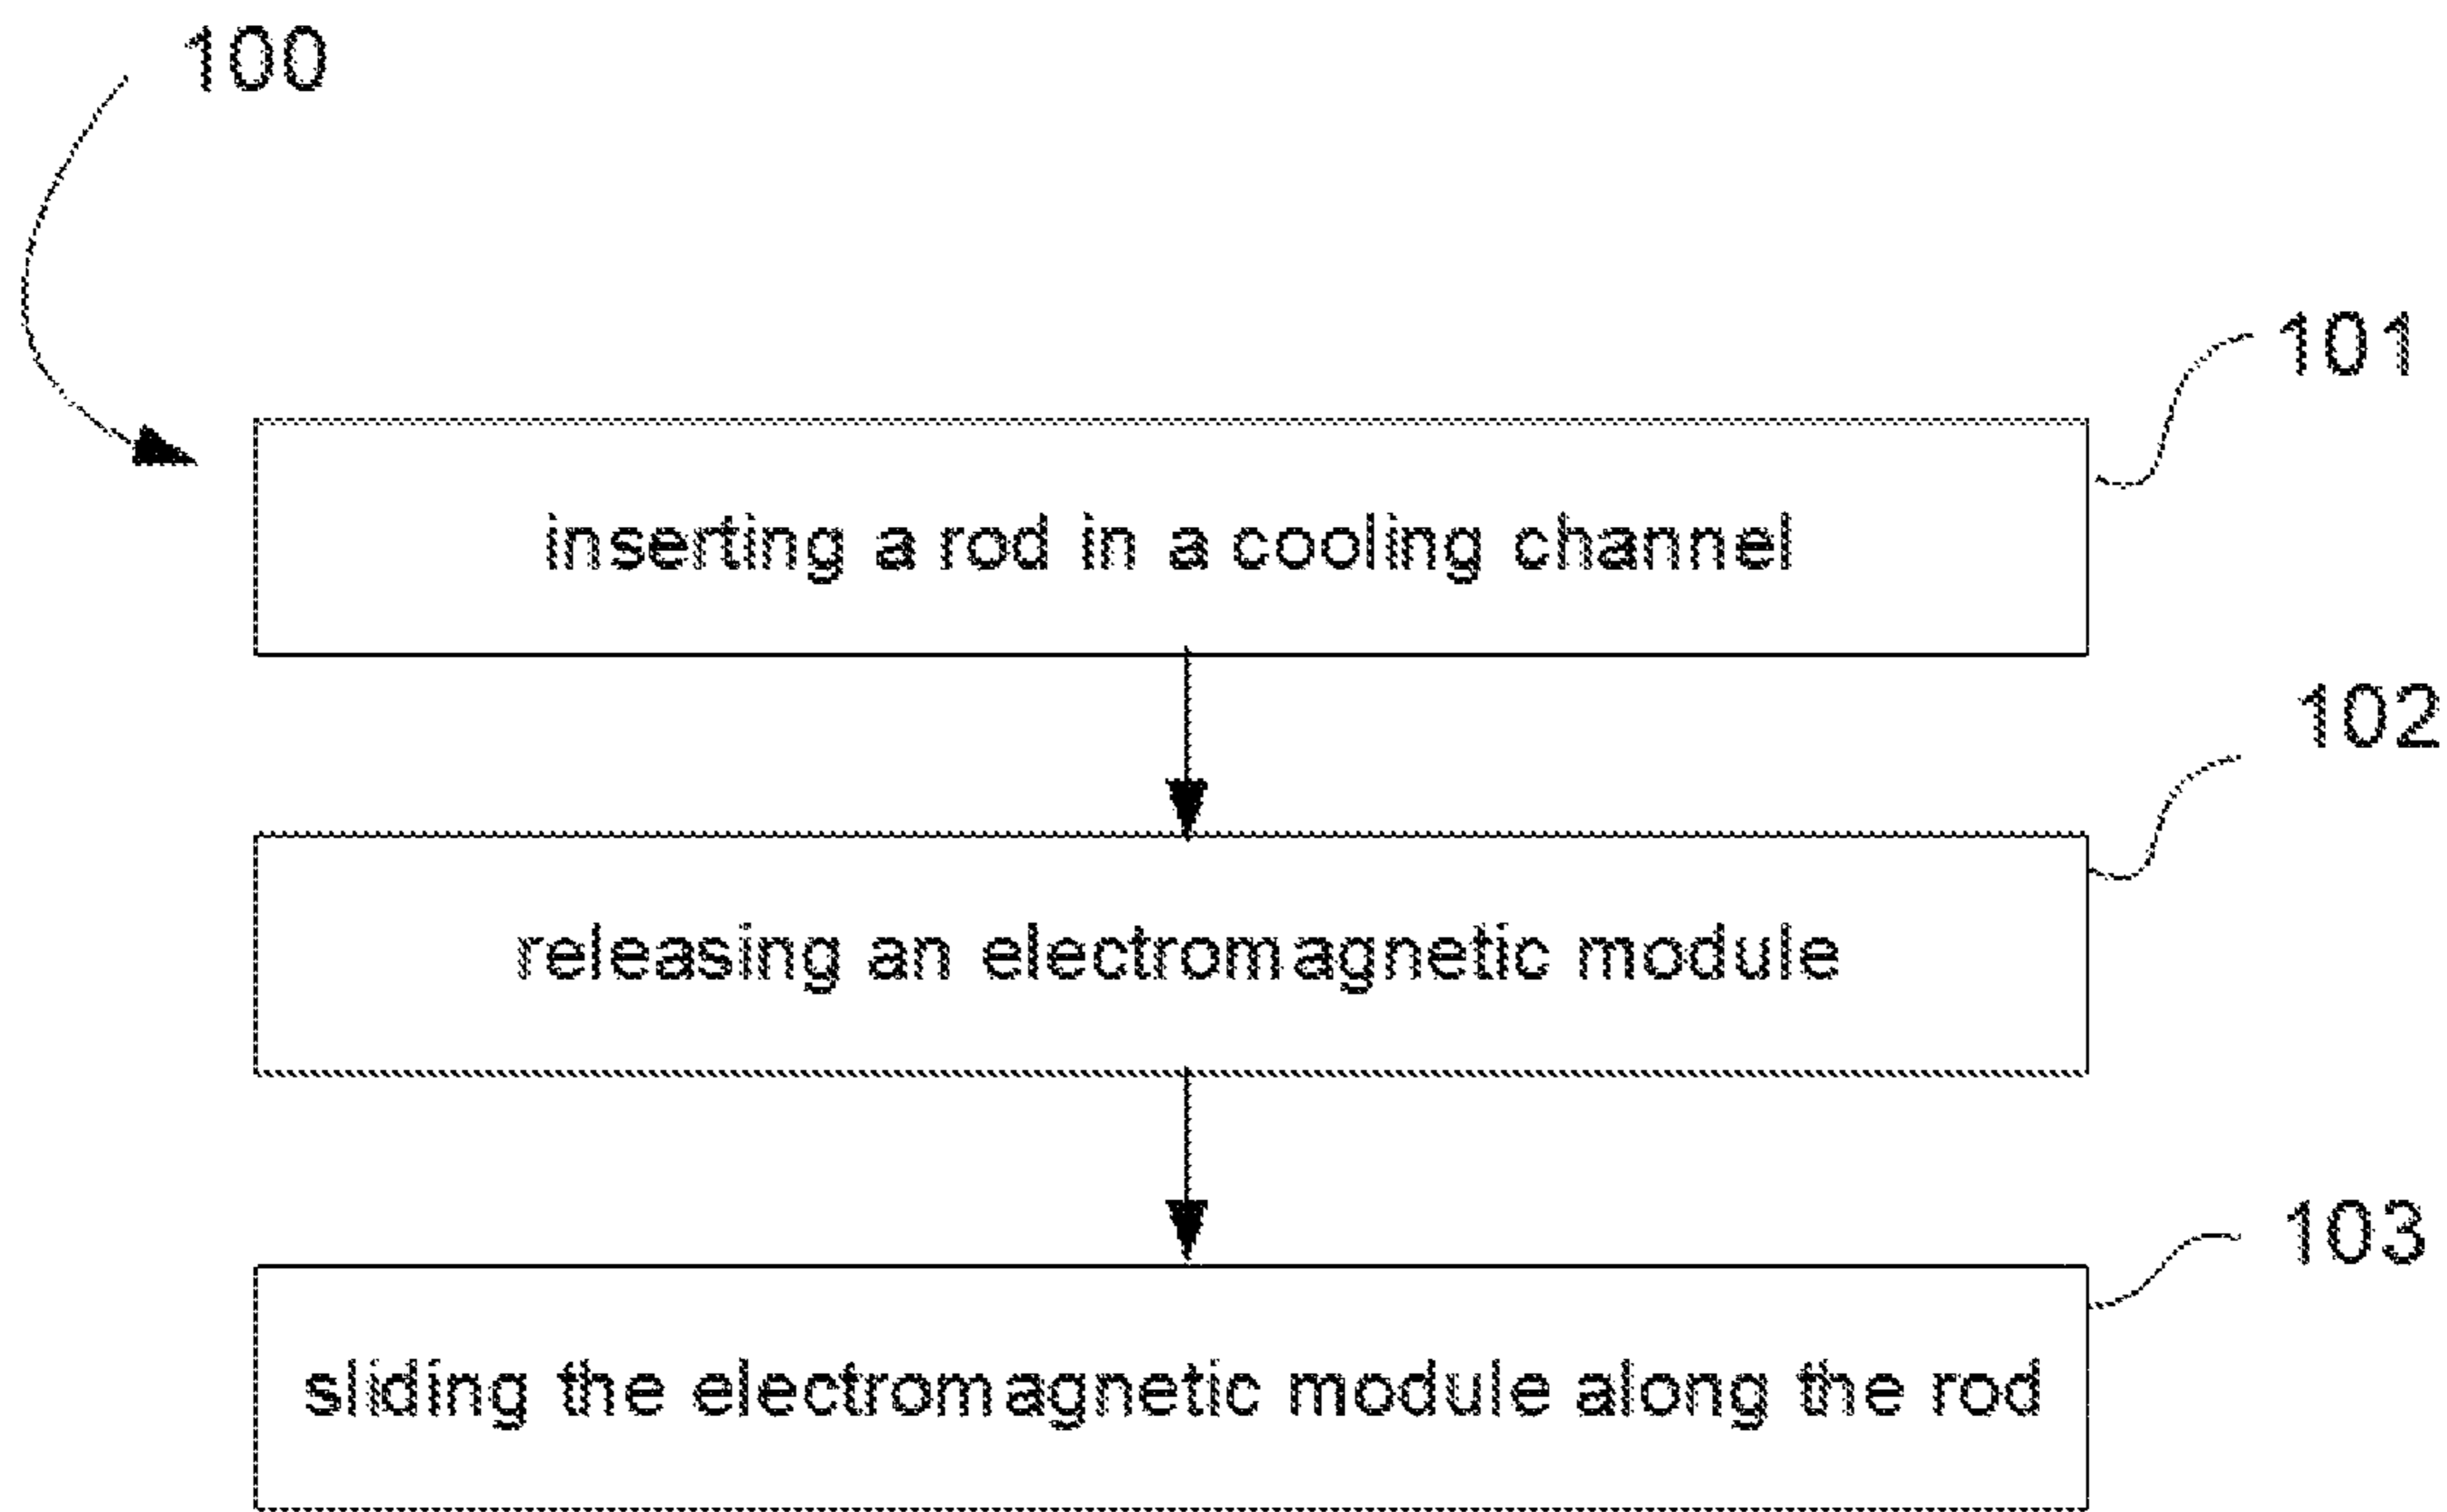 100
101
inserting a rod in a cooling channel
102
releasing an electromagnetic module
103
sliding the electromagnetic module along the rod